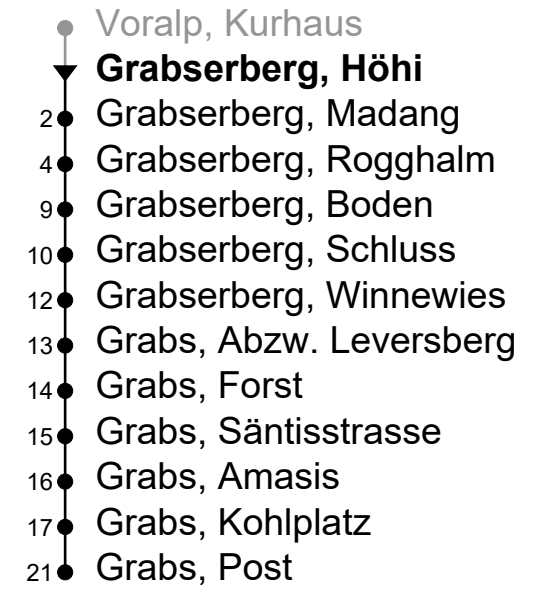 Voralp, Kurhaus
Grabserberg, Höhi
2 Grabserberg, Madang
4 Grabserberg, Rogghalm
9 Grabserberg, Boden
10 Grabserberg, Schluss
12 Grabserberg, Winnewies
13 Grabs, Abzw. Leversberg
14 Grabs, Forst
15 Grabs, Säntisstrasse
16 Grabs, Amasis
17 Grabs, Kohlplatz
21 Grabs, Post